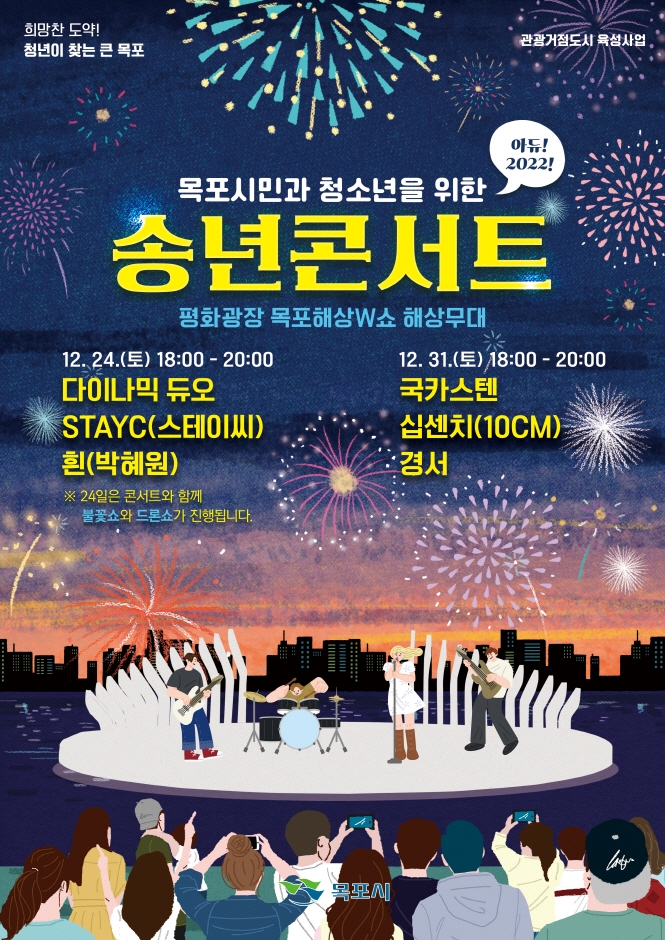 희망찬 도약!
청년이 찾는 큰 목포
관광거점도시 육성사업
아듀!
2022!
목포시민과 청소년을 위한
송년콘서트
평화광장 목포해상W쇼 해상무대
12. 24.(토) 18:00 - 20:00
다이나믹 듀오
STAYC(스테이씨)
흰(박혜원)
※ 24일은 콘서트와 함께
불꽃쇼와 드론쇼가 진행됩니다.
12. 31.(토) 18:00 - 20:00
국카스텐
십센치(10CM)
경서
목포시